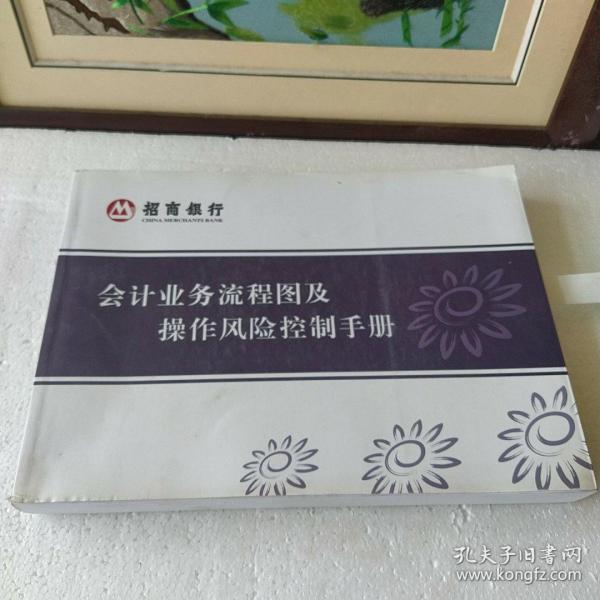 招商银行
CHINA MERCHANTS BANK
会计业务流程图及
操作风险控制手册
孔夫子旧书网
www.kongfz.com